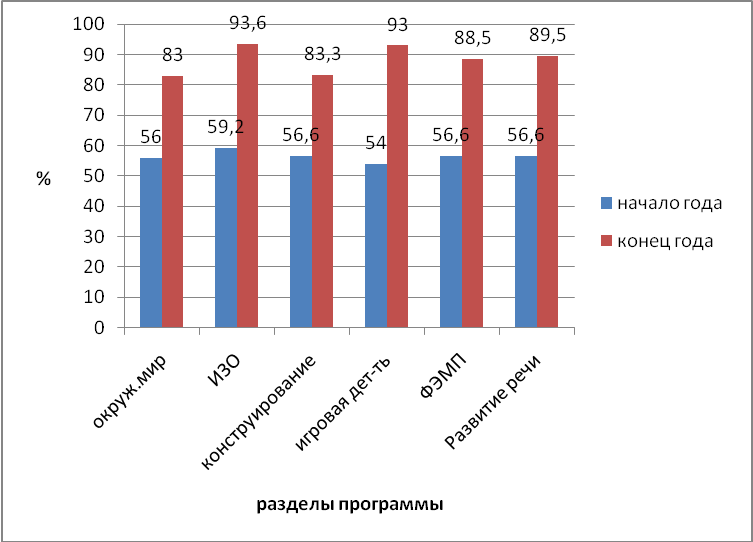 100
90
80
70
60
50
40
30
20
10
0
%
56
83
59,2
93,6
56,6
83,3
54
93
56,6
88,5
56,6
89,5
окруж.мир
ИЗО
конструирование
игровая дет-ть
ФЭМП
Развитие речи
разделы программы
начало года
конец года